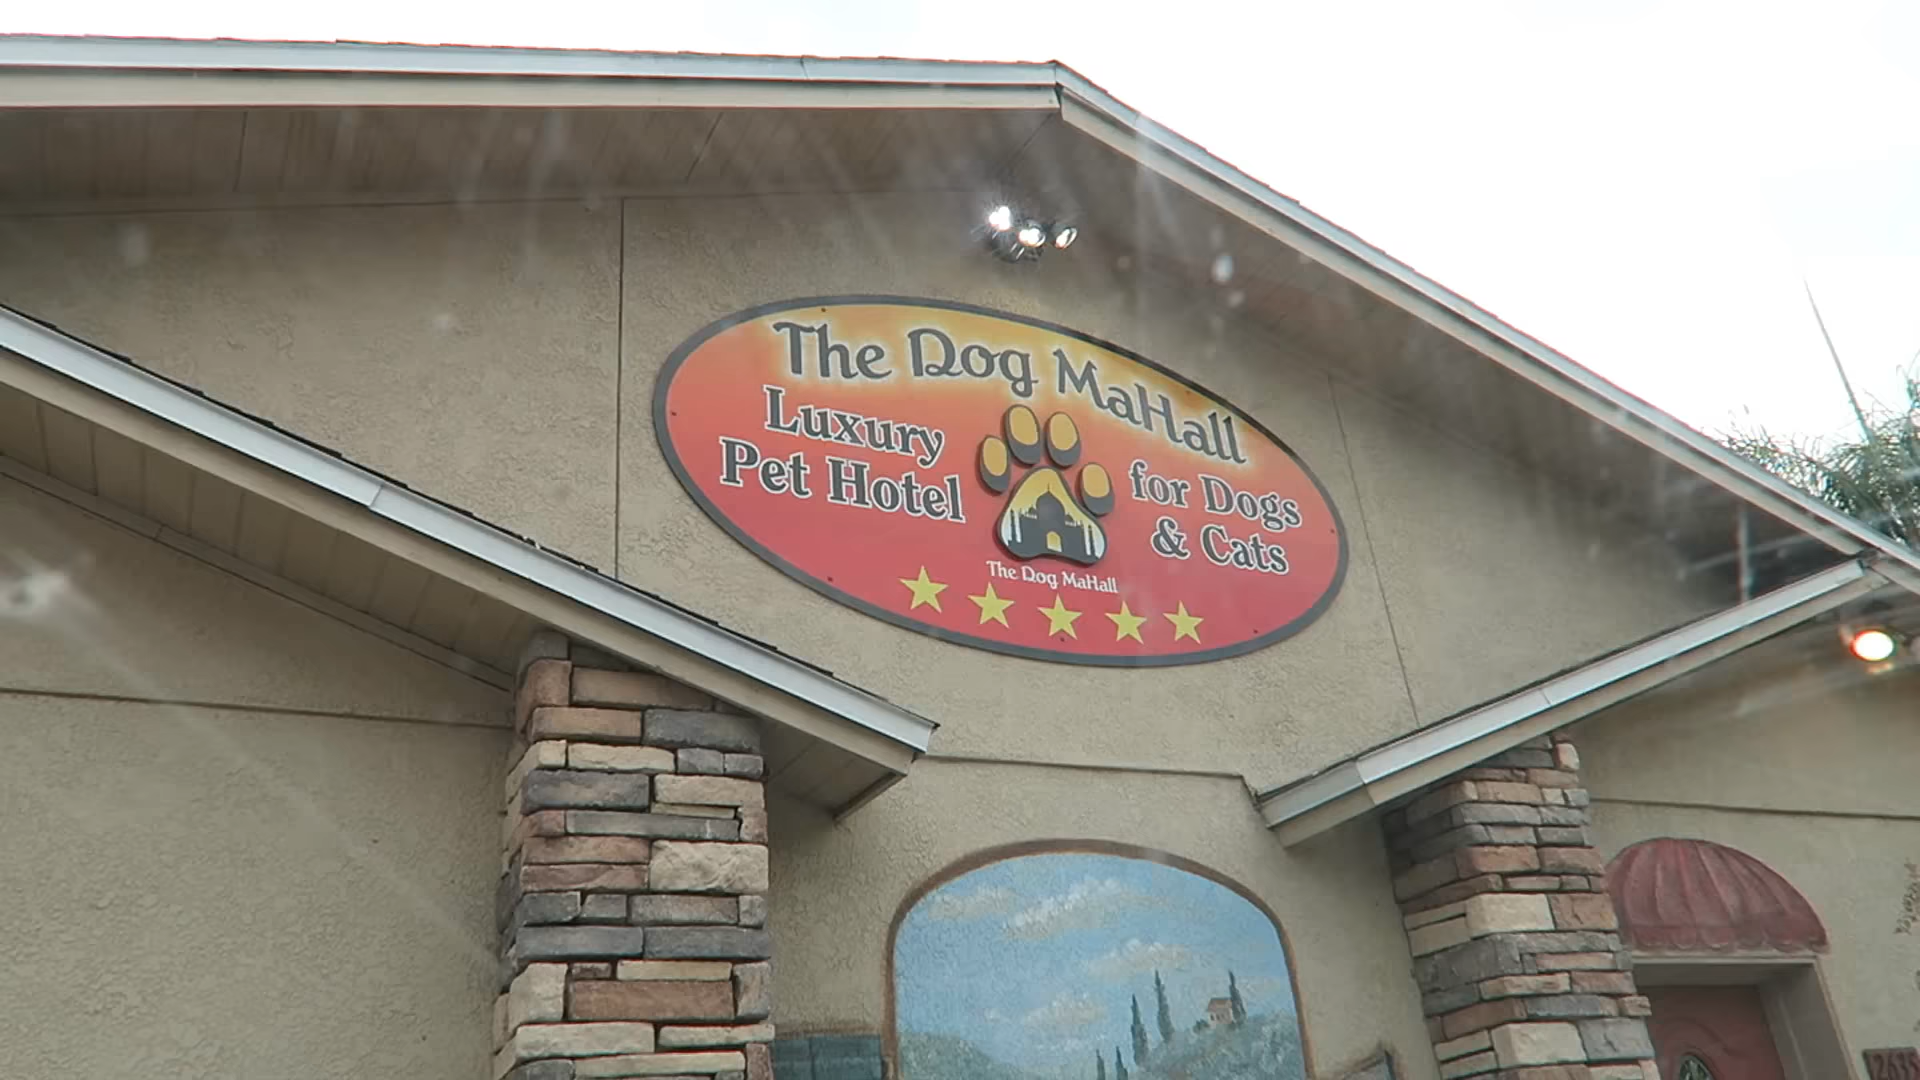 The Dog MaHall
Luxury
Pet Hotel
for Dogs
& Cats
The Dog MaHall